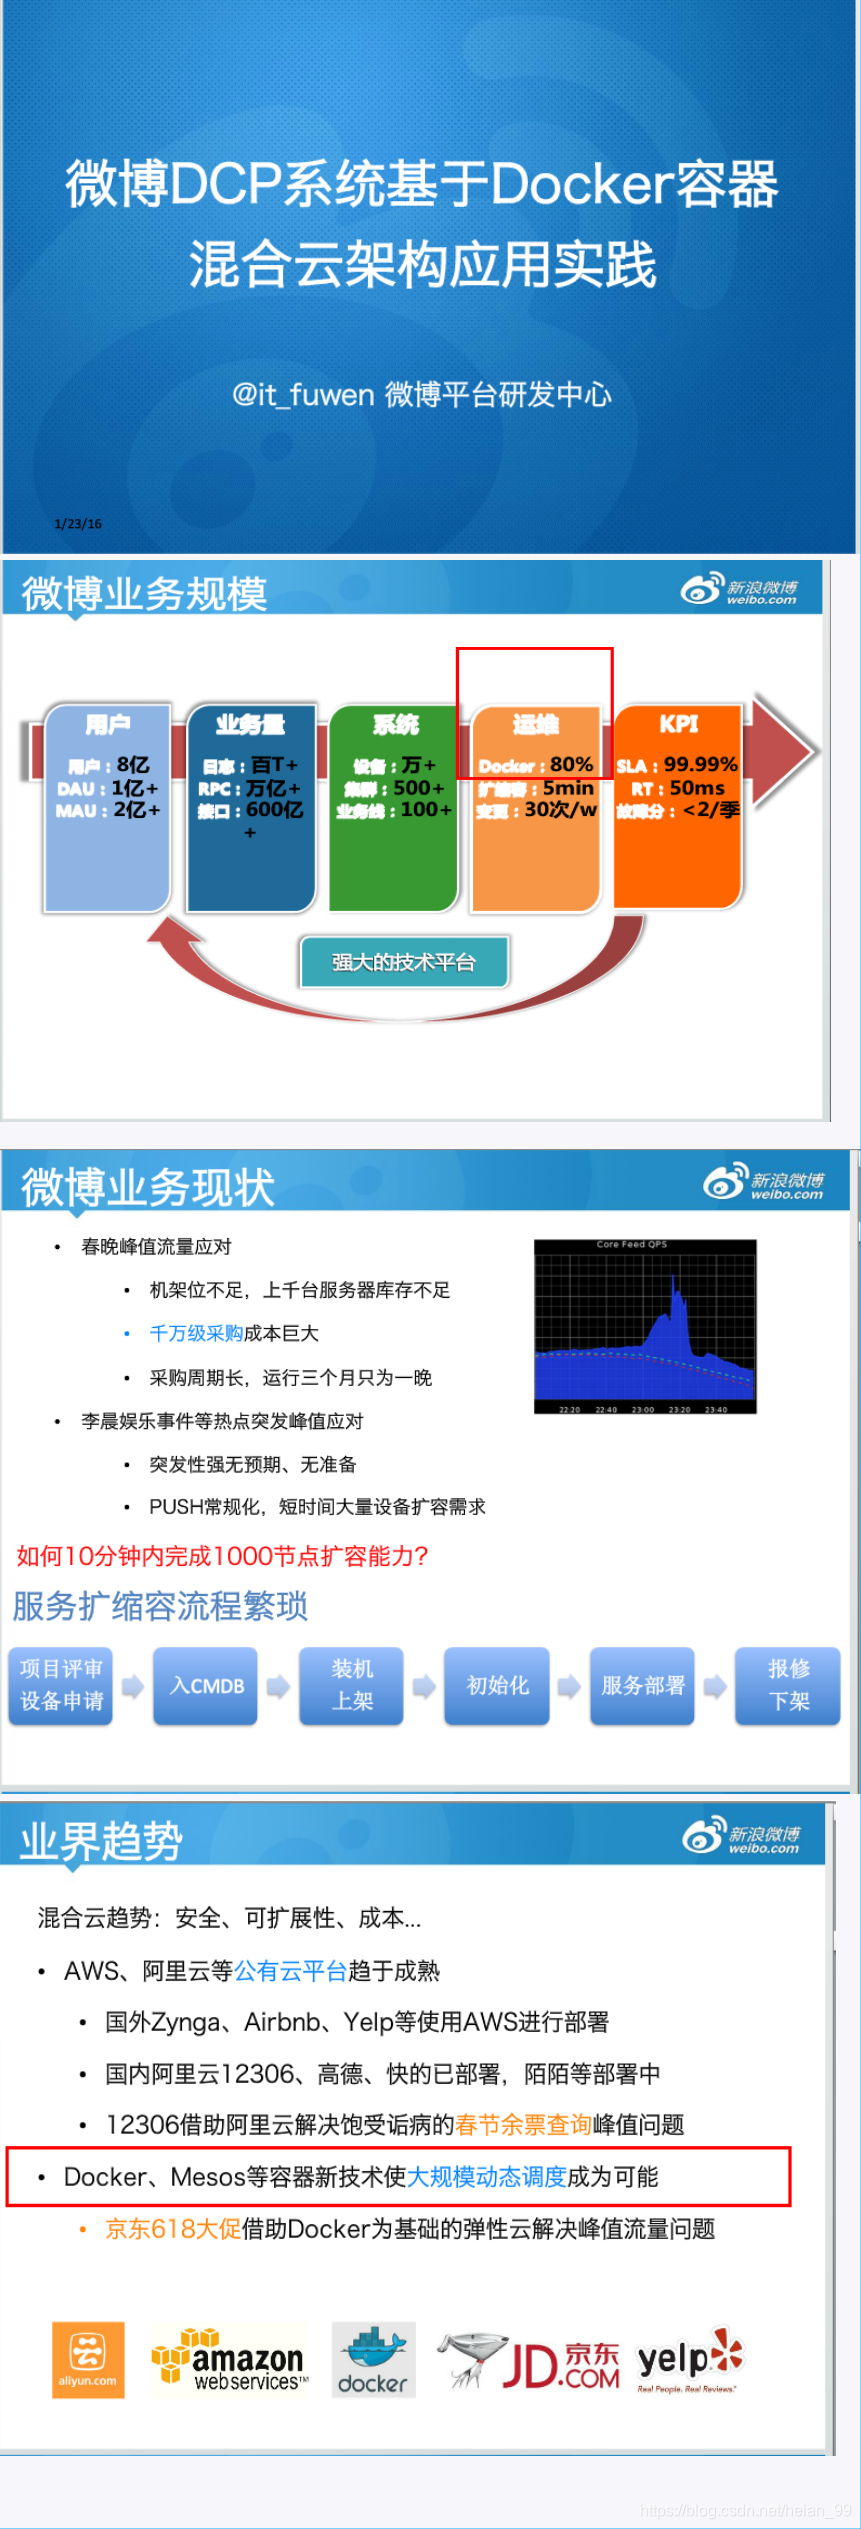 微博DCP系统基于Docker容器
混合云架构应用实践
@it_fuwen 微博平台研发中心
1/23/16
微博业务规模
新浪微博
weibo.com
用户
用户：8亿
DAU：1亿+
MAU：2亿+
业务量
日志：百T+
RPC：万亿+
接口：600亿
+
系统
设备：万+
集群：500+
业务线：100+
运维
Docker：80%
扩缩容：5min
变更：30次/w
KPI
SLA：99.99%
RT：50ms
故障分：<2/季
强大的技术平台
微博业务现状
新浪微博
weibo.com
• 春晚峰值流量应对
• 机架位不足，上千台服务器库存不足
• 千万级采购成本巨大
• 采购周期长，运行三个月只为一晚
• 李晨娱乐事件等热点突发峰值应对
• 突发性强无预期、无准备
• PUSH常规化，短时间大量设备扩容需求
Core Feed QPS
22:20 22:40 23:00 23:20 23:40
如何10分钟内完成1000节点扩容能力?
服务扩缩容流程繁琐
项目评审
设备申请
入CMDB
装机
上架
初始化
服务部署
报修
下架
业界趋势
新浪微博
weibo.com
混合云趋势：安全、可扩展性、成本...
• AWS、阿里云等公有云平台趋于成熟
• 国外Zynga、Airbnb、Yelp等使用AWS进行部署
• 国内阿里云12306、高德、快的已部署，陌陌等部署中
• 12306借助阿里云解决饱受诟病的春节余票查询峰值问题
• Docker、Mesos等容器新技术使大规模动态调度成为可能
• 京东618大促借助Docker为基础的弹性云解决峰值流量问题
aliyun.com
amazon
webservices™
docker
JD京东
.COM
yelp
Real People. Real Reviews.™
https://blog.csdn.net/heian_99